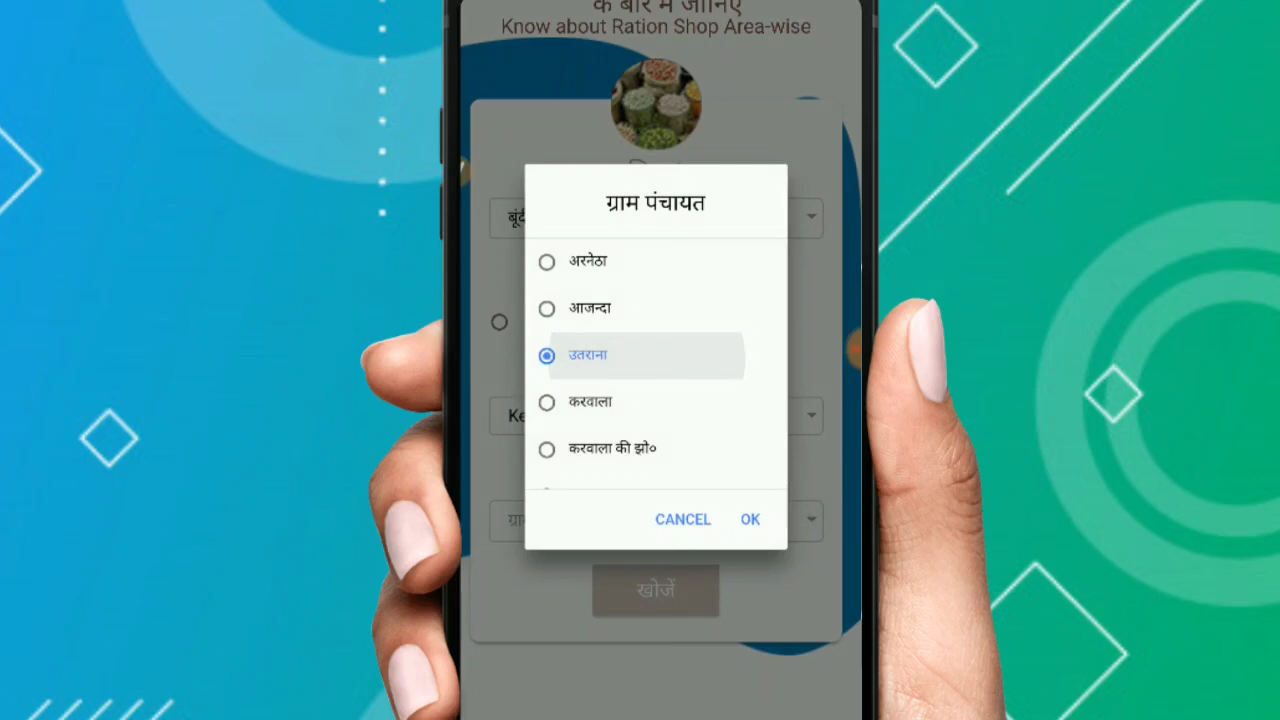 के बारे में जानिए
Know about Ration Shop Area-wise
ग्राम पंचायत
अरनेठा
आजन्दा
उतराना
करवाला
करवाला की झो०
CANCEL OK
खोजें